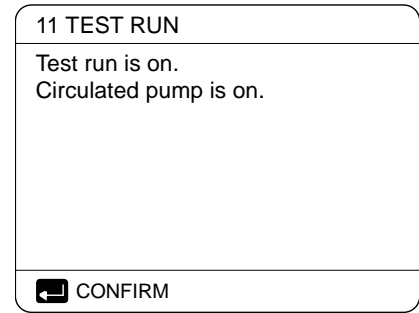 11 TEST RUN
Test run is on.
Circulated pump is on.
CONFIRM